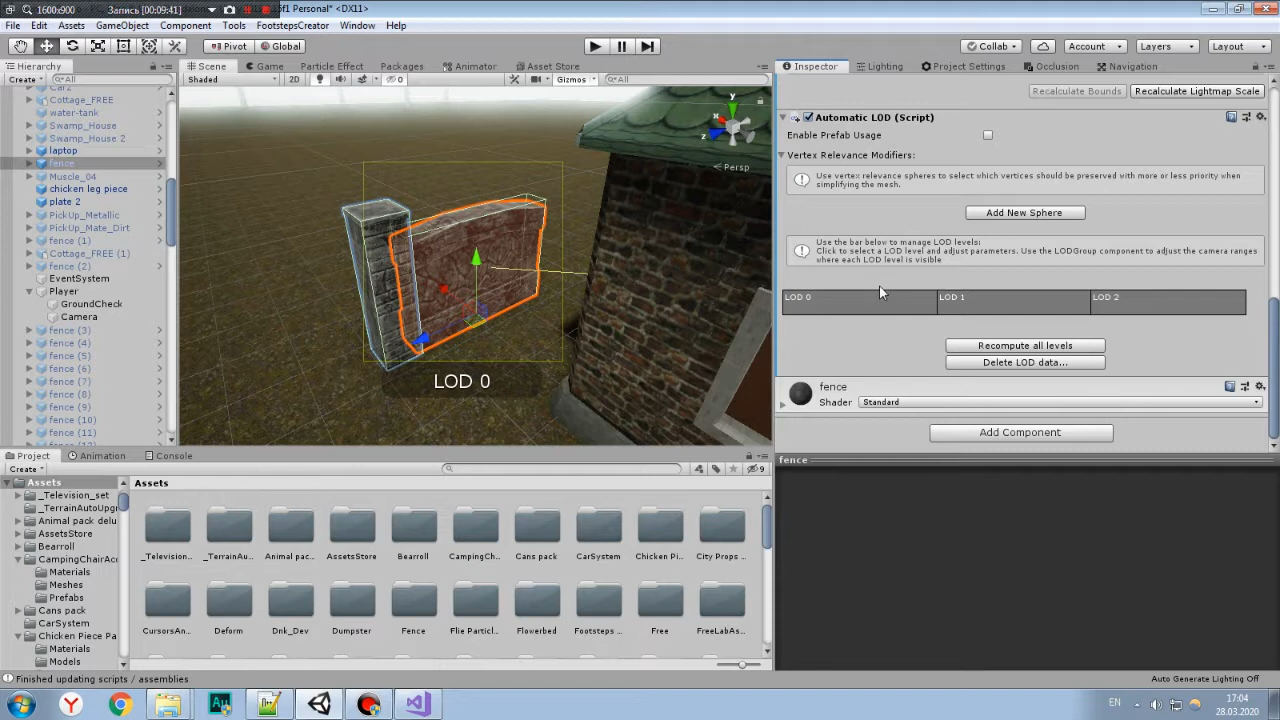 1600x900 Запись [00:09:41] 5f1 Personal* <DX11>
File Edit Assets GameObject Component Tools FootstepsCreator Window Help
Pivot Global Collab Account Layers Layout
Hierarchy Scene Game Particle Effect Packages Animator Asset Store Inspector Lighting Project Settings Occlusion Navigation
Create All Shaded 2D 0 Gizmos All
Recalculate Bounds Recalculate Lightmap Scale
Cottage_FREE
water-tank
Swamp_House
Swamp_House 2
laptop
fence
Muscle_04
chicken leg piece
plate 2
PickUp_Metallic
PickUp_Mate_Dirt
fence (1)
Cottage_FREE (1)
fence (2)
EventSystem
Player
GroundCheck
Camera
fence (3)
fence (4)
fence (5)
fence (6)
fence (7)
fence (8)
fence (9)
fence (10)
fence (11)
y
x
z
Persp
LOD 0
Automatic LOD (Script)
Enable Prefab Usage
Vertex Relevance Modifiers:
Use vertex relevance spheres to select which vertices should be preserved with more or less priority when
simplifying the mesh.
Add New Sphere
Use the bar below to manage LOD levels:
Click to select a LOD level and adjust parameters. Use the LODGroup component to adjust the camera ranges
where each LOD level is visible
LOD 0 LOD 1 LOD 2
Recompute all levels
Delete LOD data...
fence
Shader Standard
Add Component
fence
Project Animation Console
Create 9
Assets
_Television_set
_TerrainAutoUpgr
Animal pack delu
AssetsStore
Bearroll
CampingChairAcc
Materials
Meshes
Prefabs
Cans pack
CarSystem
Chicken Piece Pa
Materials
Models
Assets
_Television... _TerrainAu... Animal pac... AssetsStore Bearroll CampingCh... Cans pack CarSystem Chicken Pi... City Props ...
CursorsAn... Deform Dnk_Dev Dumpster Fence Flie Particl... Flowerbed Footsteps ... Free FreeLabAs...
Finished updating scripts / assemblies Auto Generate Lighting Off
EN 17:04
28.03.2020